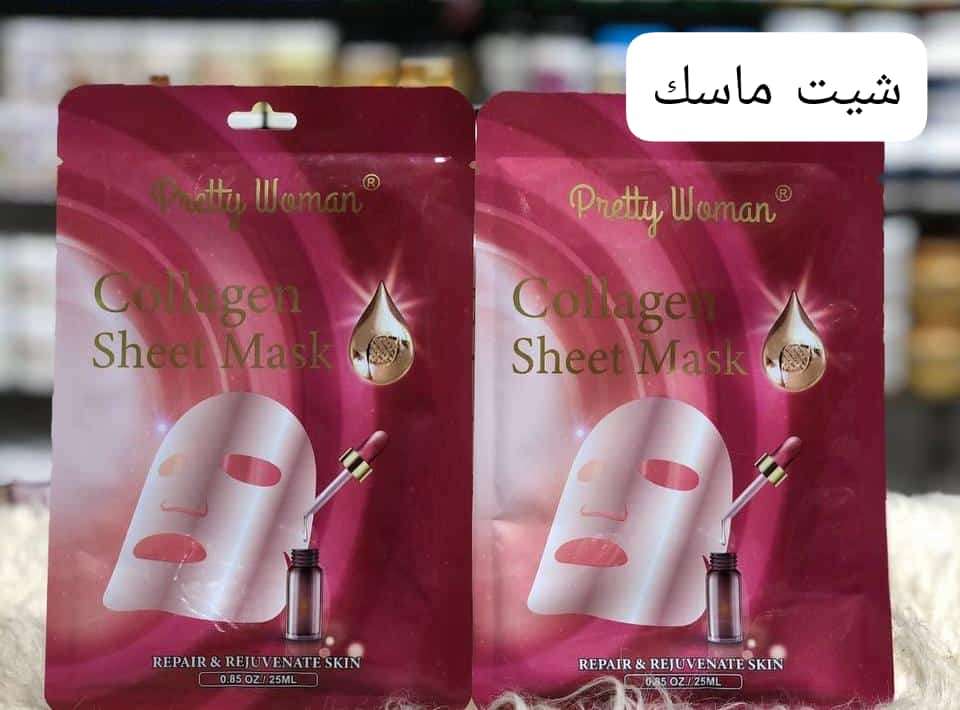 شيت ماسك
Pretty Woman®
Collagen
Sheet Mask
REPAIR & REJUVENATE SKIN
0.85 OZ./ 25ML
Pretty Woman®
Collagen
Sheet Mask
REPAIR & REJUVENATE SKIN
0.85 OZ./ 25ML